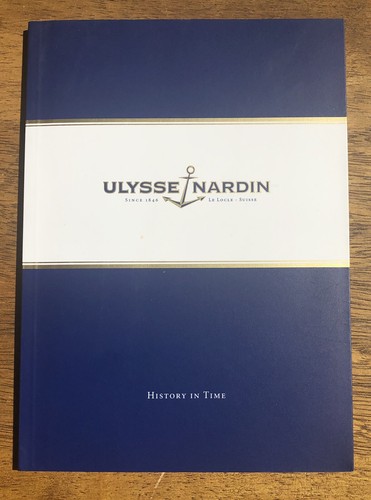 ULYSSE NARDIN
SINCE 1846 LE LOCLE - SUISSE
HISTORY IN TIME